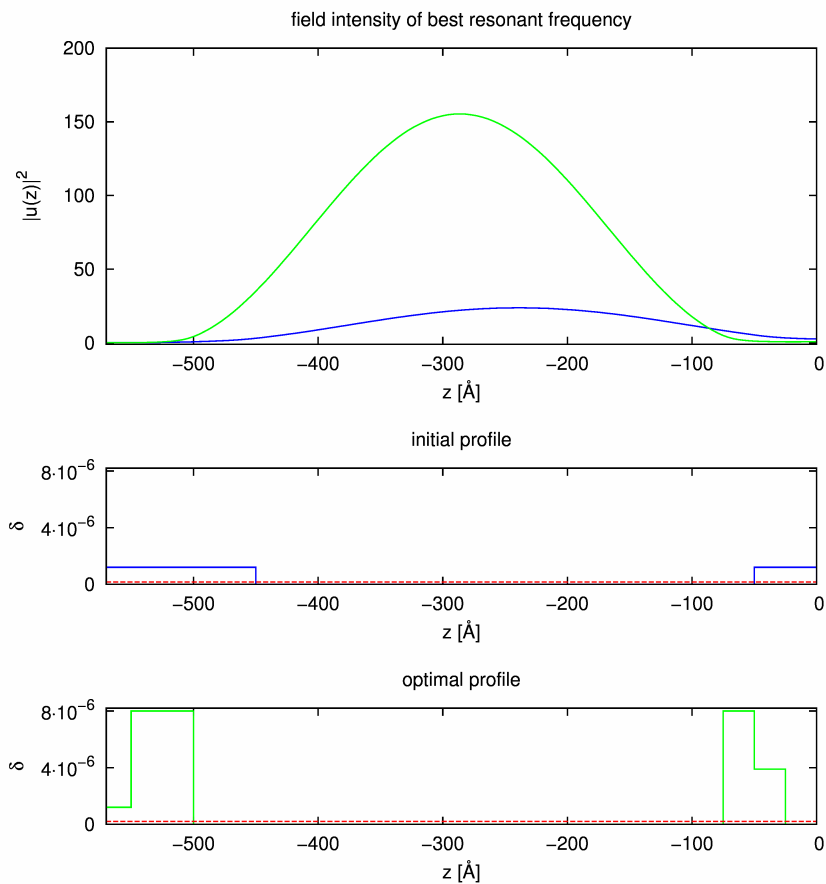 field intensity of best resonant frequency
200
150
100
50
0
|u(z)|²
−500 −400 −300 −200 −100 0
z [Å]
initial profile
8·10⁻⁶
4·10⁻⁶
0
δ
−500 −400 −300 −200 −100 0
z [Å]
optimal profile
8·10⁻⁶
4·10⁻⁶
0
δ
−500 −400 −300 −200 −100 0
z [Å]